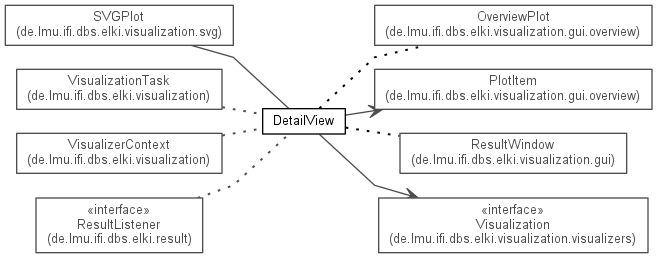 SVGPlot
(de.lmu.ifi.dbs.elki.visualization.svg)
OverviewPlot
(de.lmu.ifi.dbs.elki.visualization.gui.overview)
VisualizationTask
(de.lmu.ifi.dbs.elki.visualization)
PlotItem
(de.lmu.ifi.dbs.elki.visualization.gui.overview)
DetailView
VisualizerContext
(de.lmu.ifi.dbs.elki.visualization)
ResultWindow
(de.lmu.ifi.dbs.elki.visualization.gui)
«interface»
ResultListener
(de.lmu.ifi.dbs.elki.result)
«interface»
Visualization
(de.lmu.ifi.dbs.elki.visualization.visualizers)